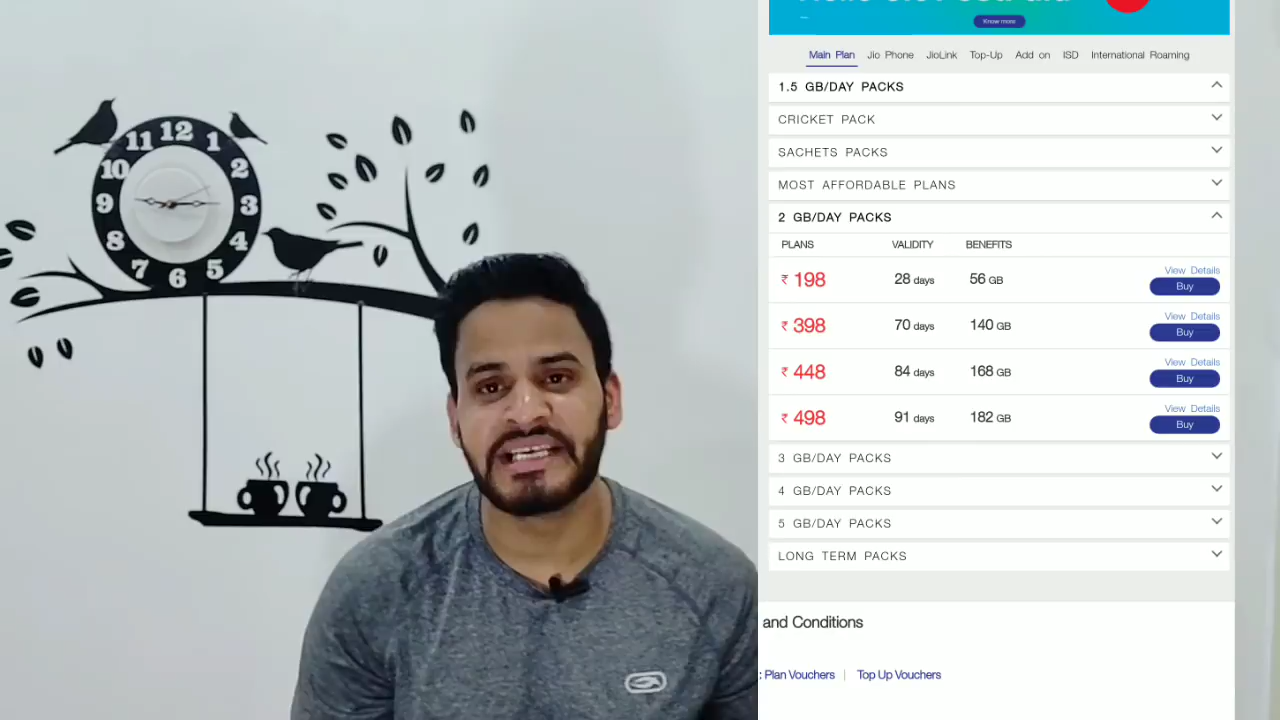 12
11
1
10
2
9
3
8
4
7
5
6
Know more
Main Plan Jio Phone JioLink Top-Up Add on ISD International Roaming
1.5 GB/DAY PACKS
CRICKET PACK
SACHETS PACKS
MOST AFFORDABLE PLANS
2 GB/DAY PACKS
PLANS VALIDITY BENEFITS
₹ 198 28 days 56 GB View Details
Buy
₹ 398 70 days 140 GB View Details
Buy
₹ 448 84 days 168 GB View Details
Buy
₹ 498 91 days 182 GB View Details
Buy
3 GB/DAY PACKS
4 GB/DAY PACKS
5 GB/DAY PACKS
LONG TERM PACKS
and Conditions
: Plan Vouchers | Top Up Vouchers